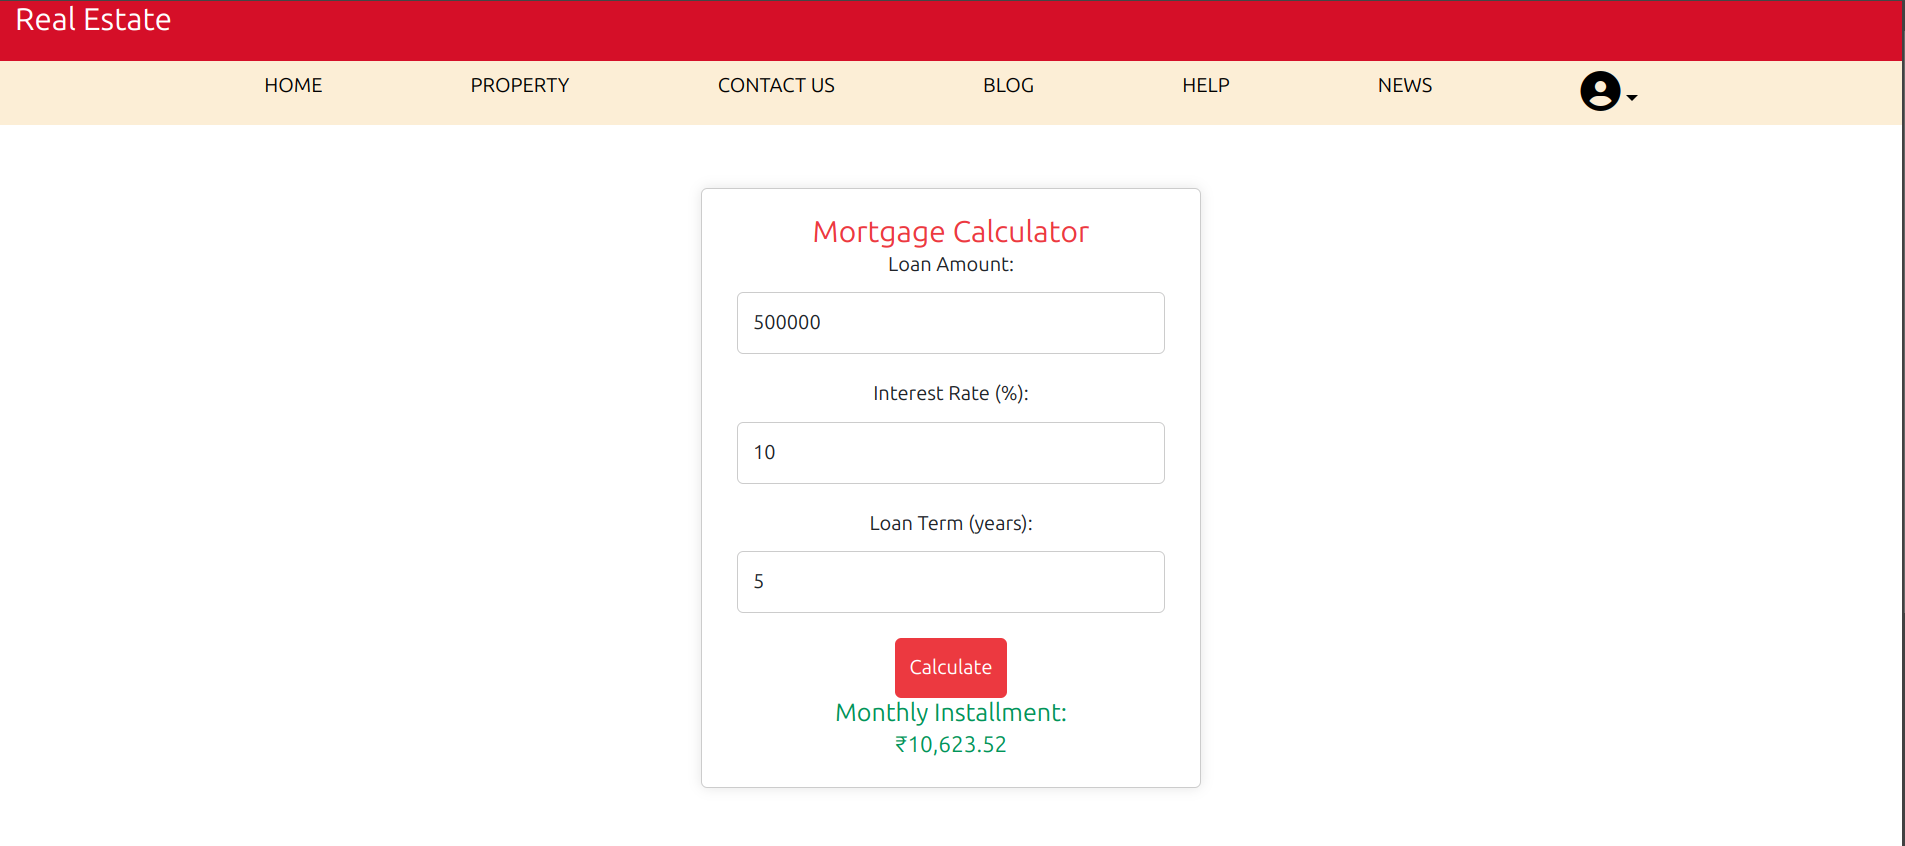 Real Estate
HOME PROPERTY CONTACT US BLOG HELP NEWS
Mortgage Calculator
Loan Amount:
500000
Interest Rate (%):
10
Loan Term (years):
5
Calculate
Monthly Installment:
₹10,623.52